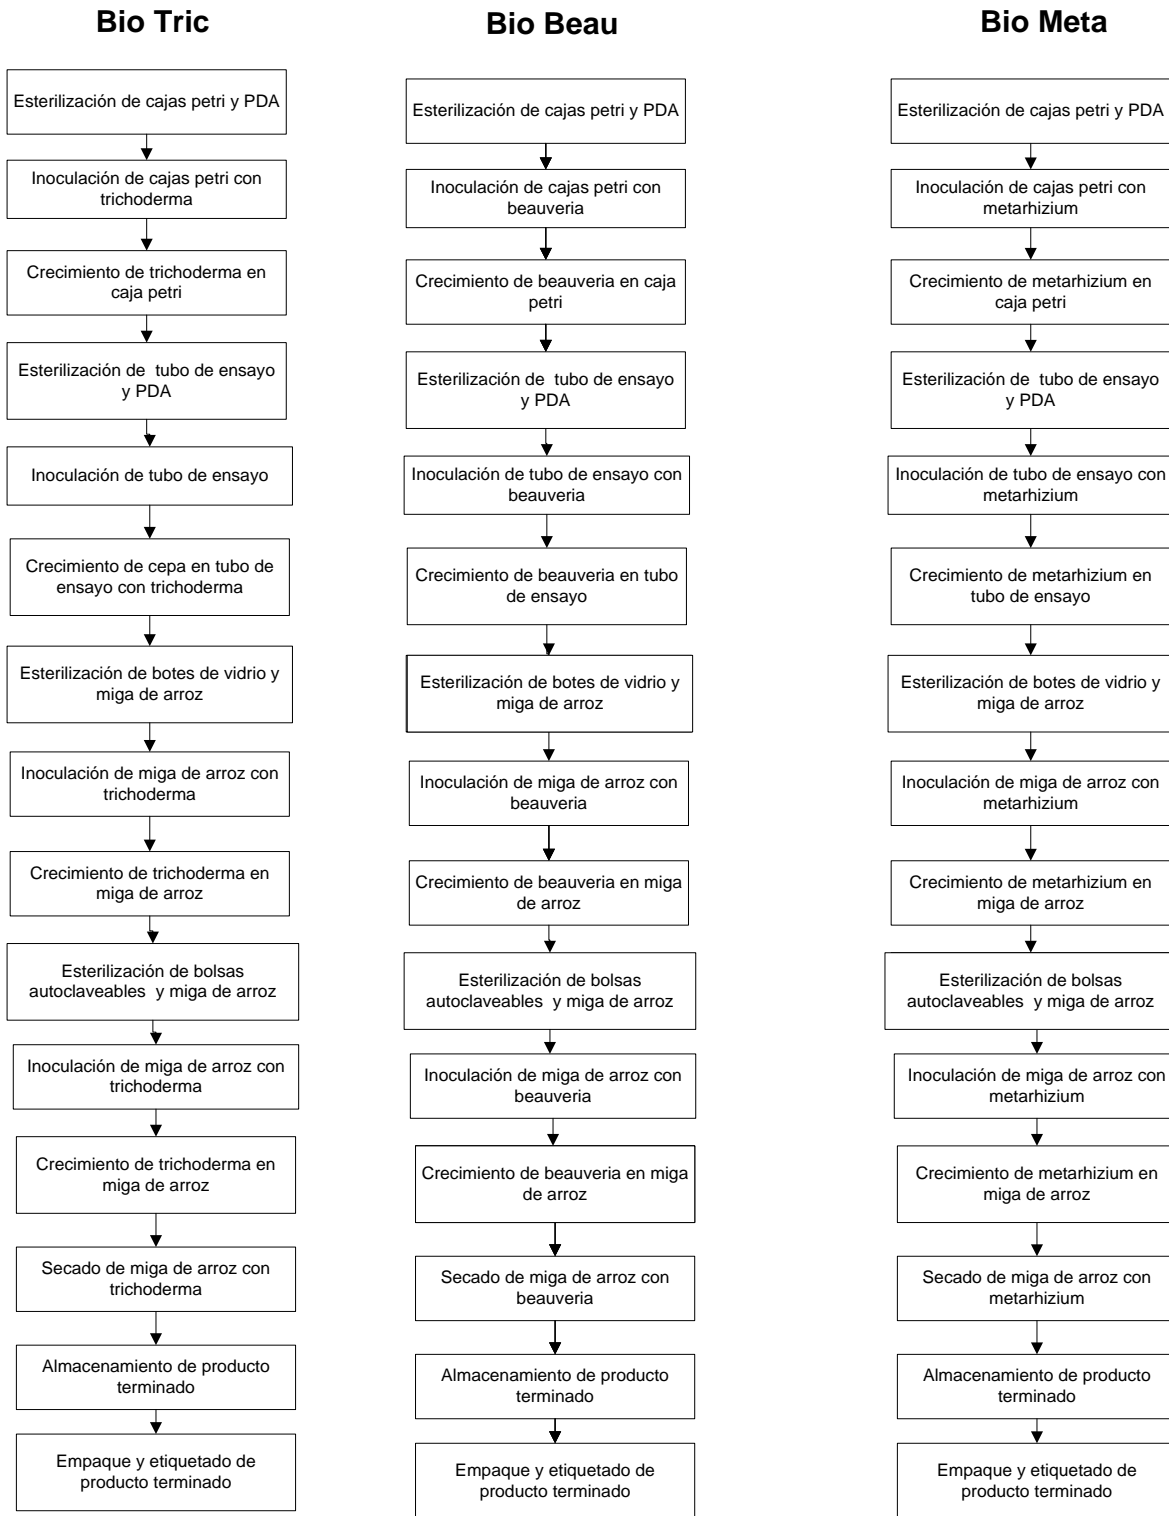 Bio Tric
Esterilización de cajas petri y PDA
Inoculación de cajas petri con
trichoderma
Crecimiento de trichoderma en
caja petri
Esterilización de  tubo de ensayo
y PDA
Inoculación de tubo de ensayo
Crecimiento de cepa en tubo de
ensayo con trichoderma
Esterilización de botes de vidrio y
miga de arroz
Inoculación de miga de arroz con
trichoderma
Crecimiento de trichoderma en
miga de arroz
Esterilización de bolsas
autoclaveables  y miga de arroz
Inoculación de miga de arroz con
trichoderma
Crecimiento de trichoderma en
miga de arroz
Secado de miga de arroz con
trichoderma
Almacenamiento de producto
terminado
Empaque y etiquetado de
producto terminado
Bio Beau
Esterilización de cajas petri y PDA
Inoculación de cajas petri con
beauveria
Crecimiento de beauveria en caja
petri
Esterilización de  tubo de ensayo
y PDA
Inoculación de tubo de ensayo con
beauveria
Crecimiento de beauveria en tubo
de ensayo
Esterilización de botes de vidrio y
miga de arroz
Inoculación de miga de arroz con
beauveria
Crecimiento de beauveria en miga
de arroz
Esterilización de bolsas
autoclaveables  y miga de arroz
Inoculación de miga de arroz con
beauveria
Crecimiento de beauveria en miga
de arroz
Secado de miga de arroz con
beauveria
Almacenamiento de producto
terminado
Empaque y etiquetado de
producto terminado
Bio Meta
Esterilización de cajas petri y PDA
Inoculación de cajas petri con
metarhizium
Crecimiento de metarhizium en
caja petri
Esterilización de  tubo de ensayo
y PDA
Inoculación de tubo de ensayo con
metarhizium
Crecimiento de metarhizium en
tubo de ensayo
Esterilización de botes de vidrio y
miga de arroz
Inoculación de miga de arroz con
metarhizium
Crecimiento de metarhizium en
miga de arroz
Esterilización de bolsas
autoclaveables  y miga de arroz
Inoculación de miga de arroz con
metarhizium
Crecimiento de metarhizium en
miga de arroz
Secado de miga de arroz con
metarhizium
Almacenamiento de producto
terminado
Empaque y etiquetado de
producto terminado